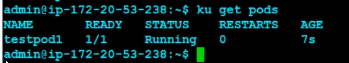 admin@ip-172-20-53-238:~$ ku get pods
NAME READY STATUS RESTARTS AGE
testpod1 1/1 Running 0 7s
admin@ip-172-20-53-238:~$